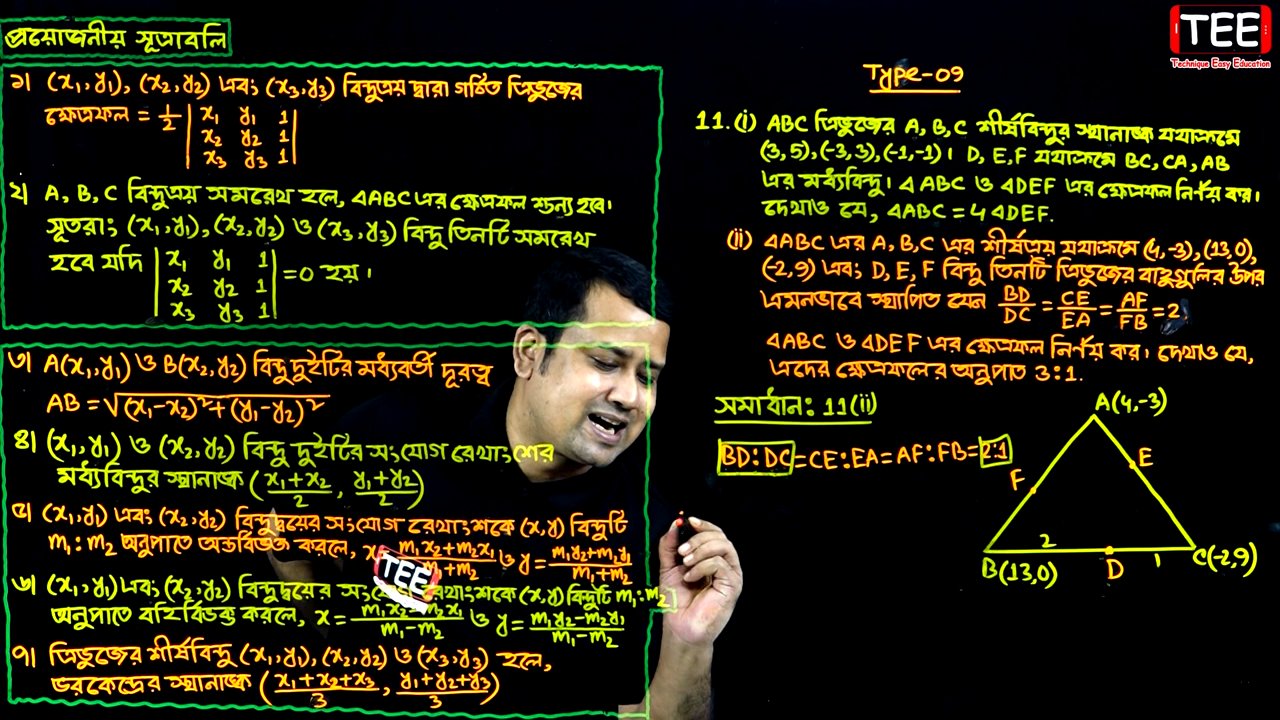 প্রয়োজনীয় সূত্রাবলি
১) (x₁,y₁), (x₂,y₂) এবং (x₃,y₃) বিন্দুত্রয় দ্বারা গঠিত ত্রিভুজের
ক্ষেত্রফল = ½ | x₁ y₁ 1 |
| x₂ y₂ 1 |
| x₃ y₃ 1 |
২) A, B, C বিন্দুত্রয় সমরেখ হলে, ΔABC এর ক্ষেত্রফল শুন্য হবে।
সূতরাং (x₁,y₁), (x₂,y₂) ও (x₃,y₃) বিন্দু তিনটি সমরেখ
হবে যদি | x₁ y₁ 1 |
| x₂ y₂ 1 | =0 হয়।
| x₃ y₃ 1 |
৩) A(x₁,y₁) ও B(x₂,y₂) বিন্দু দুইটির মধ্যবর্তী দূরত্ব
AB = √(x₁-x₂)²+(y₁-y₂)²
৪) (x₁,y₁) ও (x₂,y₂) বিন্দু দুইটির সংযোগ রেখাংশের
মধ্যবিন্দুর স্থানাঙ্ক (x₁+x₂/2, y₁+y₂/2)
৫) (x₁,y₁) এবং (x₂,y₂) বিন্দুদ্বয়ের সংযোগ রেখাংশকে (x,y) বিন্দুটি
m₁:m₂ অনুপাতে অন্তর্বিভক্ত করলে, m₁x₂+m₂x₁ ও y= m₁y₂+m₂y₁/m₁+m₂
৬) (x₁,y₁) এবং (x₂,y₂) বিন্দুদ্বয়ের রেখাংশকে (x,y) বিন্দুটি m₁:m₂
অনুপাতে বহির্বিভক্ত করলে, x= /m₁-m₂ ও y= m₁y₂-m₂y₁/m₁-m₂
৭) ত্রিভুজের শীর্ষবিন্দু (x₁,y₁), (x₂,y₂) ও (x₃,y₃) হলে,
ভরকেন্দ্রের স্থানাঙ্ক (x₁+x₂+x₃/3, y₁+y₂+y₃/3)
TEE
TEE
Technique Easy Education
Type-09
11. (i) ABC ত্রিভুজের A, B, C শীর্ষবিন্দুর স্থানাঙ্ক যথাক্রমে
(3,5), (-3,3), (-1,-1)। D, E, F যথাক্রমে BC, CA, AB
এর মধ্যবিন্দু। ΔABC ও ΔDEF এর ক্ষেত্রফল নির্ণয় কর।
দেখাও যে, ΔABC = 4 ΔDEF.
(ii) ΔABC এর A, B, C এর শীর্ষত্রয় যথাক্রমে (4,-3), (13,0),
(-2,9) এবং D, E, F বিন্দু তিনটি ত্রিভুজের বাহুগুলির উপর
এমনভাবে স্থাপিত যেন BD/DC = CE/EA = AF/FB = 2.
ΔABC ও ΔDEF এর ক্ষেত্রফল নির্ণয় কর। দেখাও যে,
এদের ক্ষেত্রফলের অনুপাত 3:1.
সমাধান: 11(ii)
BD:DC = CE:EA = AF:FB = 2:1
A(4,-3)
E
F
2
1
B(13,0)
D
C(-2,9)